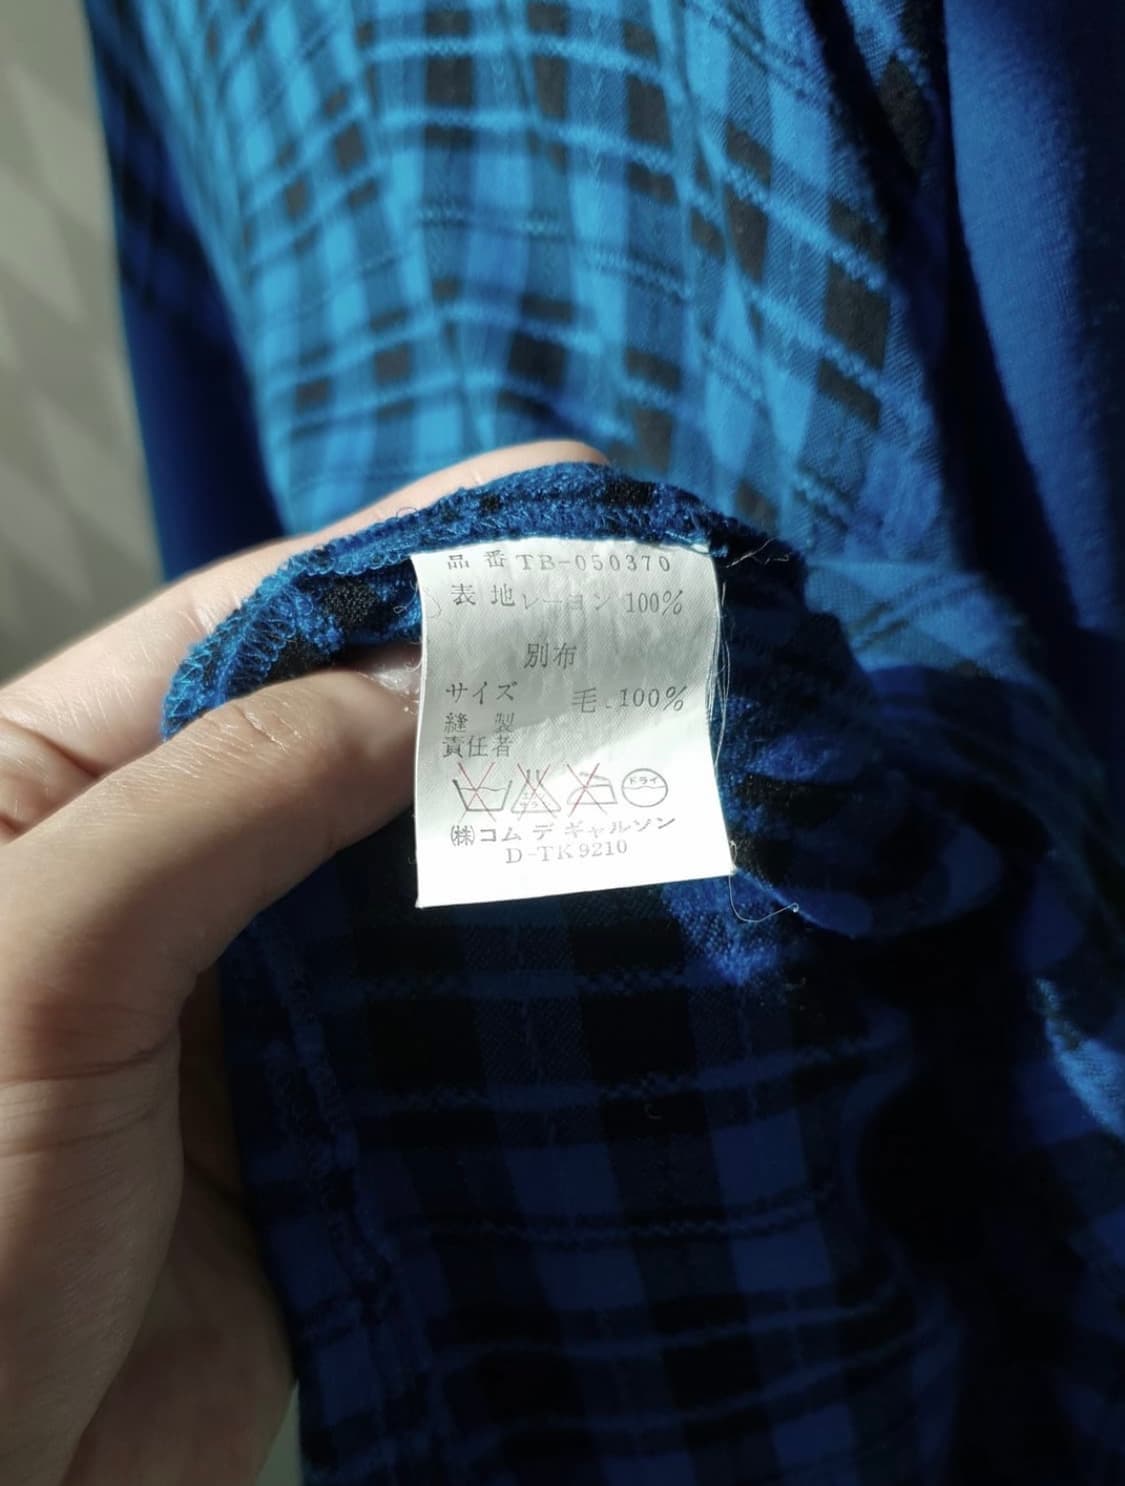 品番 TB-050370
表地 レーヨン 100%
別布
サイズ 毛.100%
縫製
責任者
ドライ
(株)コム デ ギャルソン
D-TK9210